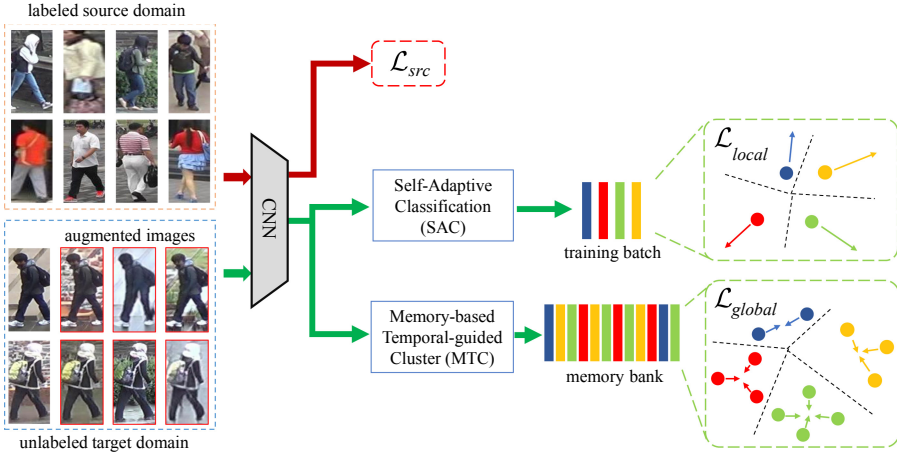 labeled source domain
ℒsrc
CNN
augmented images
unlabeled target domain
Self-Adaptive
Classification
(SAC)
training batch
ℒlocal
Memory-based
Temporal-guided
Cluster (MTC)
memory bank
ℒglobal